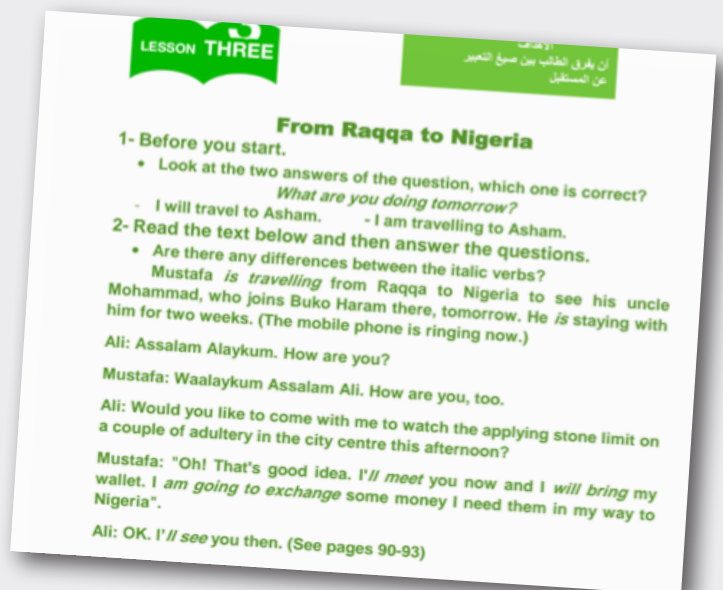 3
LESSON THREE
الأهداف
أن يفرق الطالب بين صيغ التعبير
عن المستقبل
From Raqqa to Nigeria
1- Before you start.
• Look at the two answers of the question, which one is correct?
What are you doing tomorrow?
- I will travel to Asham. - I am travelling to Asham.
2- Read the text below and then answer the questions.
• Are there any differences between the italic verbs?
Mustafa is travelling from Raqqa to Nigeria to see his uncle
Mohammad, who joins Buko Haram there, tomorrow. He is staying with
him for two weeks. (The mobile phone is ringing now.)
Ali: Assalam Alaykum. How are you?
Mustafa: Waalaykum Assalam Ali. How are you, too.
Ali: Would you like to come with me to watch the applying stone limit on
a couple of adultery in the city centre this afternoon?
Mustafa: "Oh! That's good idea. I'll meet you now and I will bring my
wallet. I am going to exchange some money I need them in my way to
Nigeria".
Ali: OK. I'll see you then. (See pages 90-93)